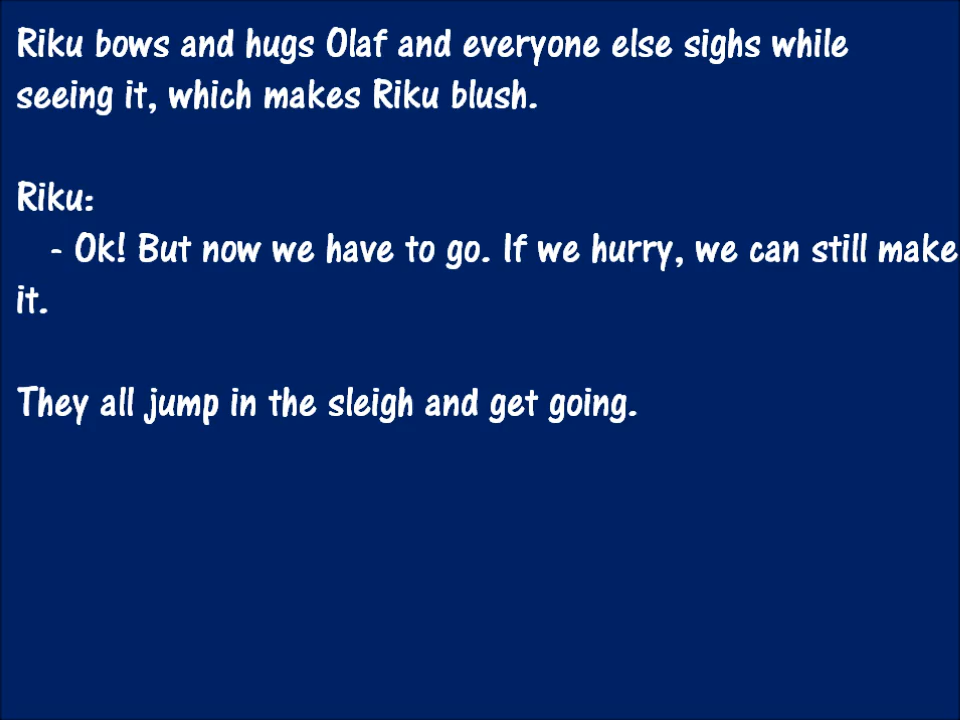 Riku bows and hugs Olaf and everyone else sighs while
seeing it, which makes Riku blush.
Riku:
- Ok! But now we have to go. If we hurry, we can still make
it.
They all jump in the sleigh and get going.